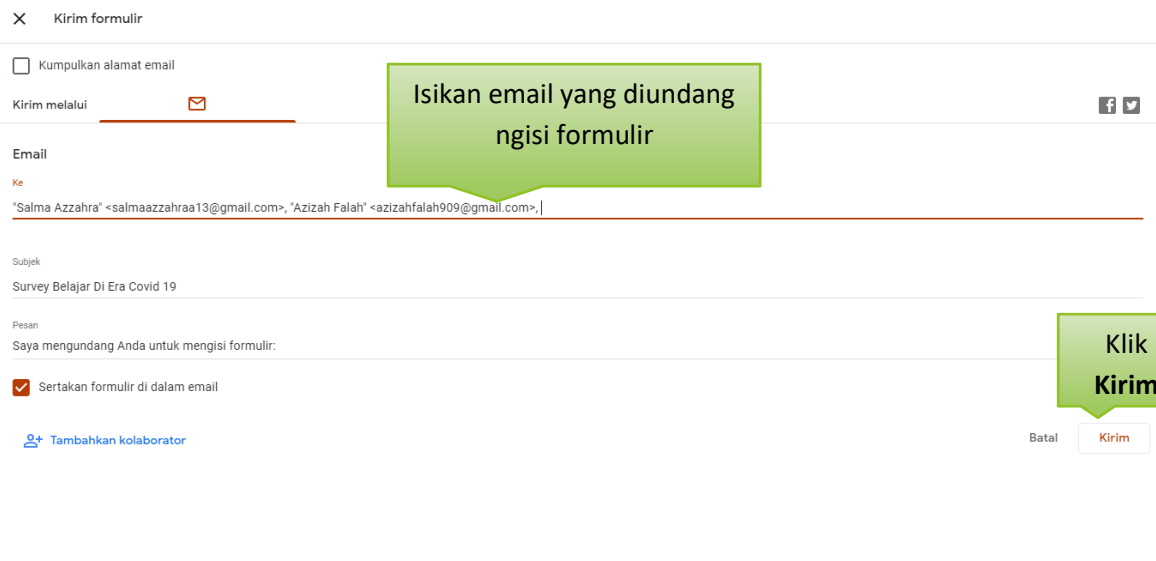 Kirim formulir
Kumpulkan alamat email
Isikan email yang diundang
ngisi formulir
Kirim melalui
Email
Ke
"Salma Azzahra" <salmaazzahraa13@gmail.com>, "Azizah Falah" <azizahfalah909@gmail.com>,
Subjek
Survey Belajar Di Era Covid 19
Pesan
Saya mengundang Anda untuk mengisi formulir:
Klik
Kirim
Sertakan formulir di dalam email
Tambahkan kolaborator
Batal
Kirim